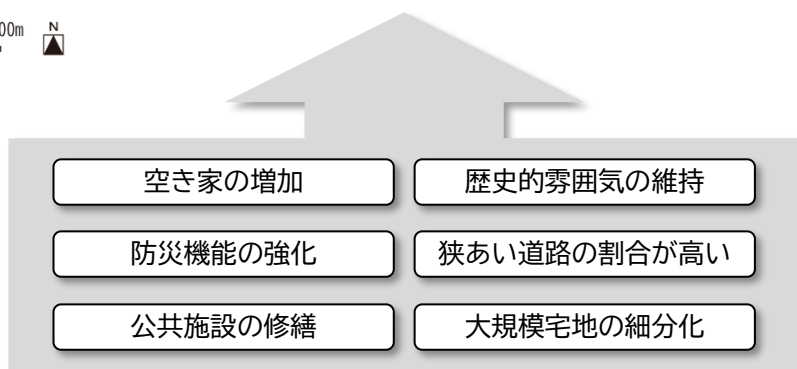 00m
N
空き家の増加
歴史的雰囲気の維持
防災機能の強化
狭あい道路の割合が高い
公共施設の修繕
大規模宅地の細分化